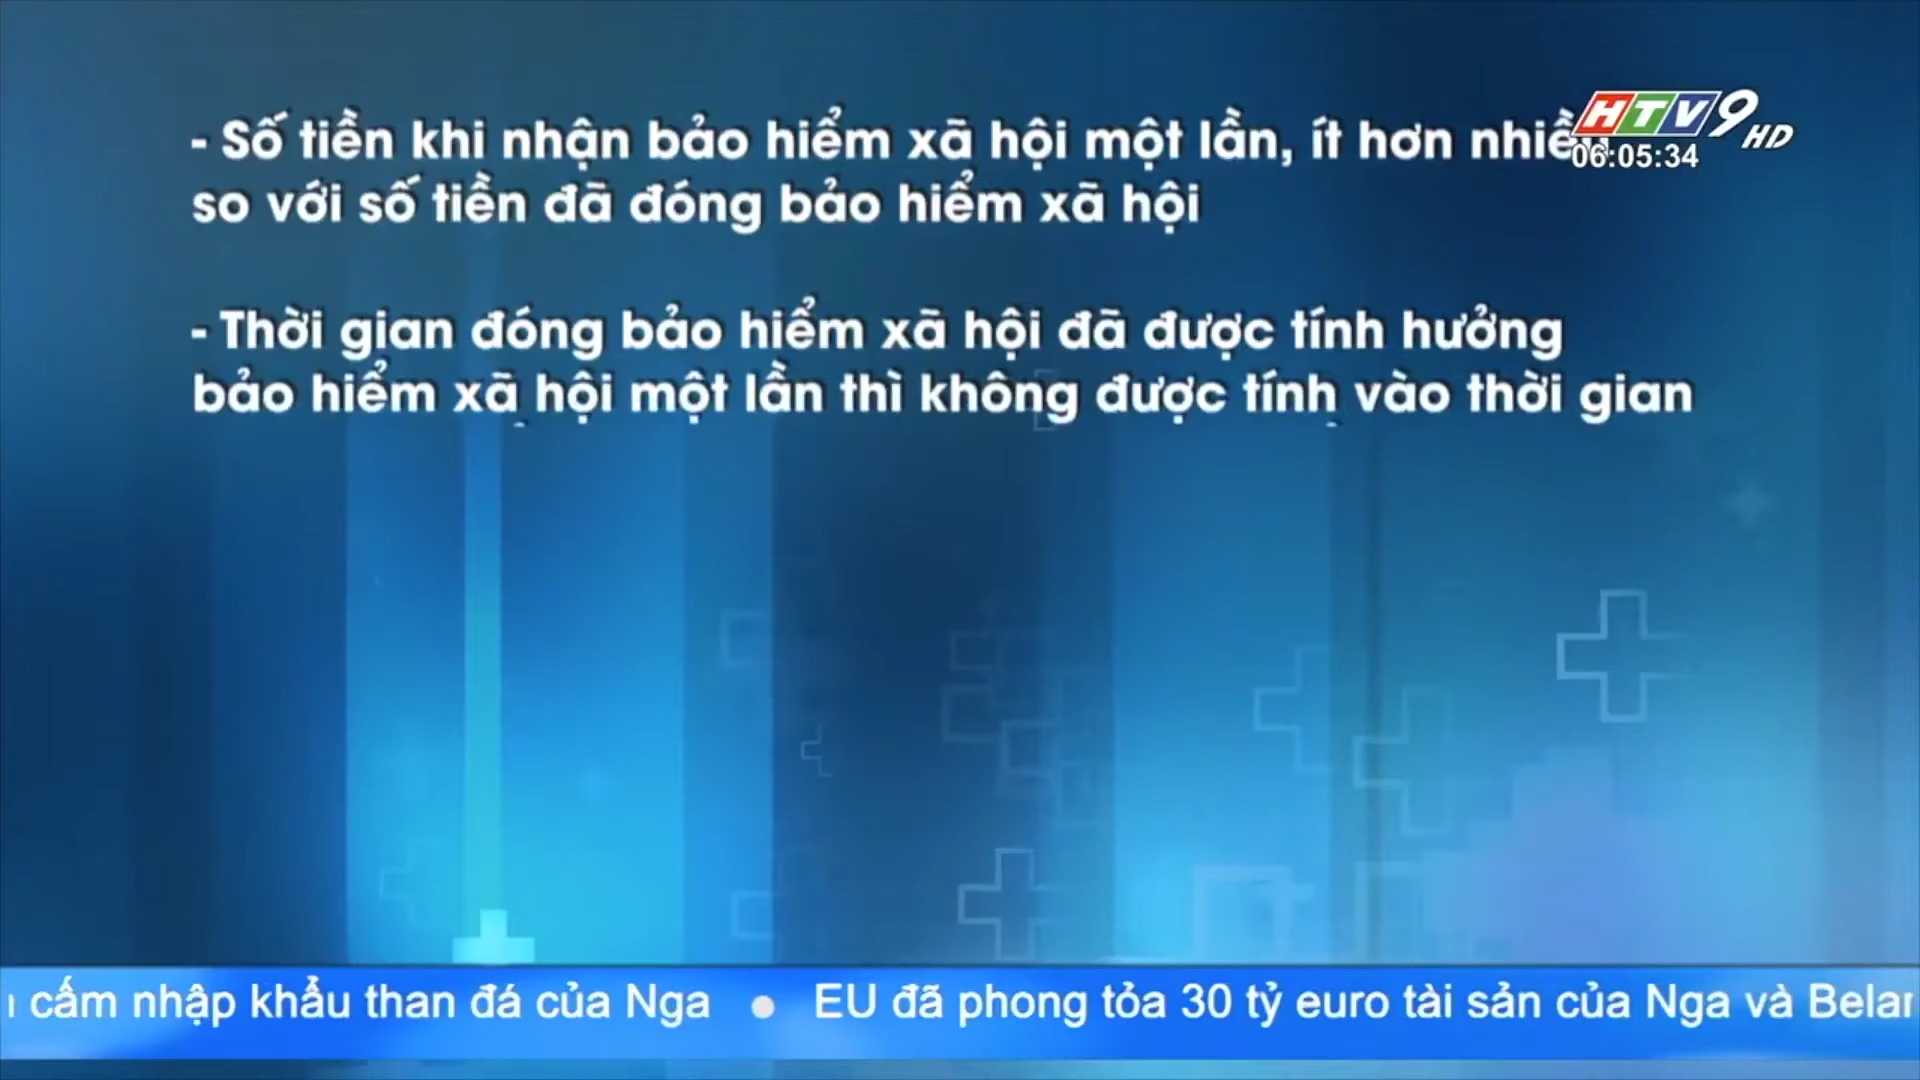 - Số tiền khi nhận bảo hiểm xã hội một lần, ít hơn nhiều
HTV9 HD
06:05:34
so với số tiền đã đóng bảo hiểm xã hội
- Thời gian đóng bảo hiểm xã hội đã được tính hưởng
bảo hiểm xã hội một lần thì không được tính vào thời gian
cấm nhập khẩu than đá của Nga ● EU đã phong tỏa 30 tỷ euro tài sản của Nga và